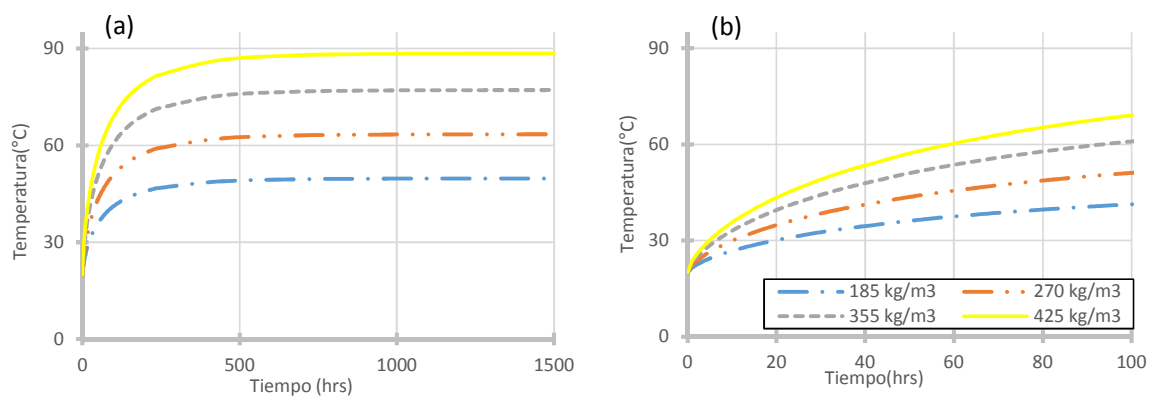 (a)
90
60
30
0
Temperatura(°C)
0
500
1000
1500
Tiempo (hrs)
(b)
90
60
30
0
Temperatura(°C)
185 kg/m3
270 kg/m3
355 kg/m3
425 kg/m3
0
20
40
60
80
100
Tiempo(hrs)